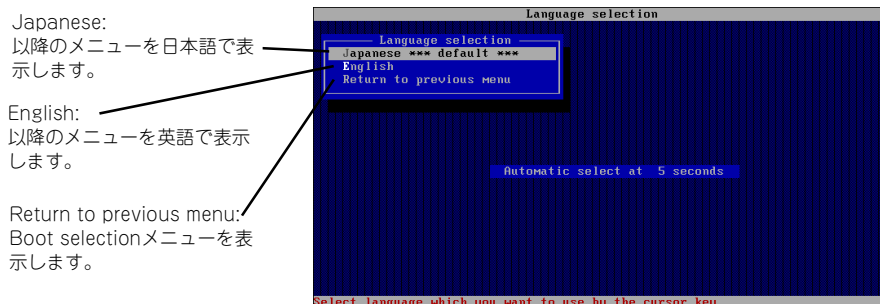 Japanese:
以降のメニューを日本語で表
示します。
English:
以降のメニューを英語で表示
します。
Return to previous menu:
Boot selectionメニューを表
示します。
Language selection
Language selection
Japanese *** default ***
English
Return to previous menu
Automatic select at 5 seconds
Select language which you want to use by the cursor key